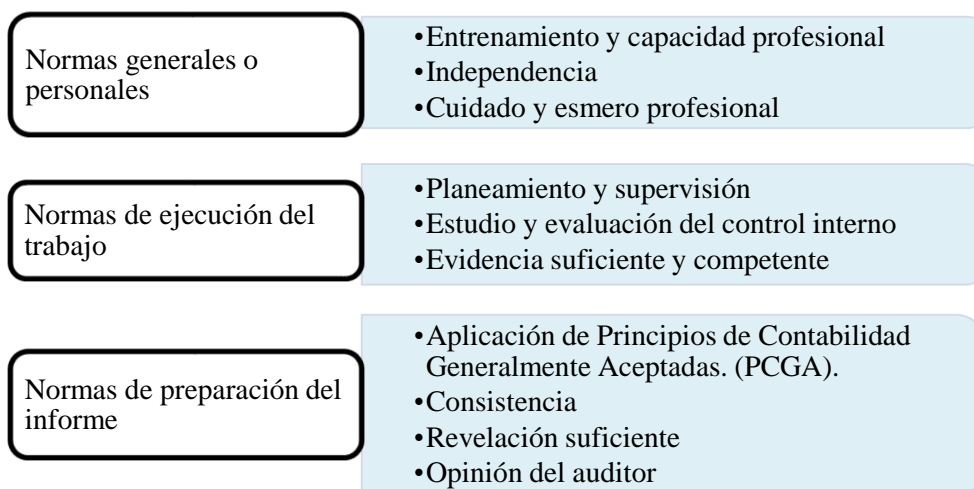 Normas generales o
personales
•Entrenamiento y capacidad profesional
•Independencia
•Cuidado y esmero profesional
Normas de ejecución del
trabajo
•Planeamiento y supervisión
•Estudio y evaluación del control interno
•Evidencia suficiente y competente
Normas de preparación del
informe
•Aplicación de Principios de Contabilidad
Generalmente Aceptadas. (PCGA).
•Consistencia
•Revelación suficiente
•Opinión del auditor